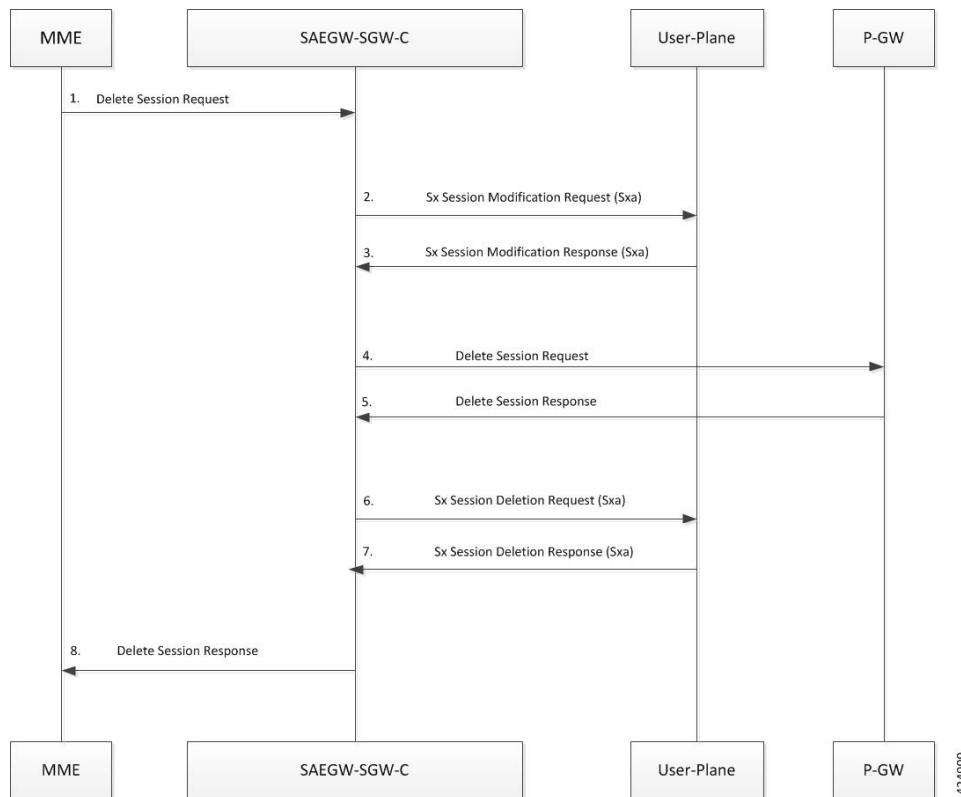 MME
SAEGW-SGW-C
User-Plane
P-GW
1. Delete Session Request
2. Sx Session Modification Request (Sxa)
3. Sx Session Modification Response (Sxa)
4. Delete Session Request
5. Delete Session Response
6. Sx Session Deletion Request (Sxa)
7. Sx Session Deletion Response (Sxa)
8. Delete Session Response
MME
SAEGW-SGW-C
User-Plane
P-GW